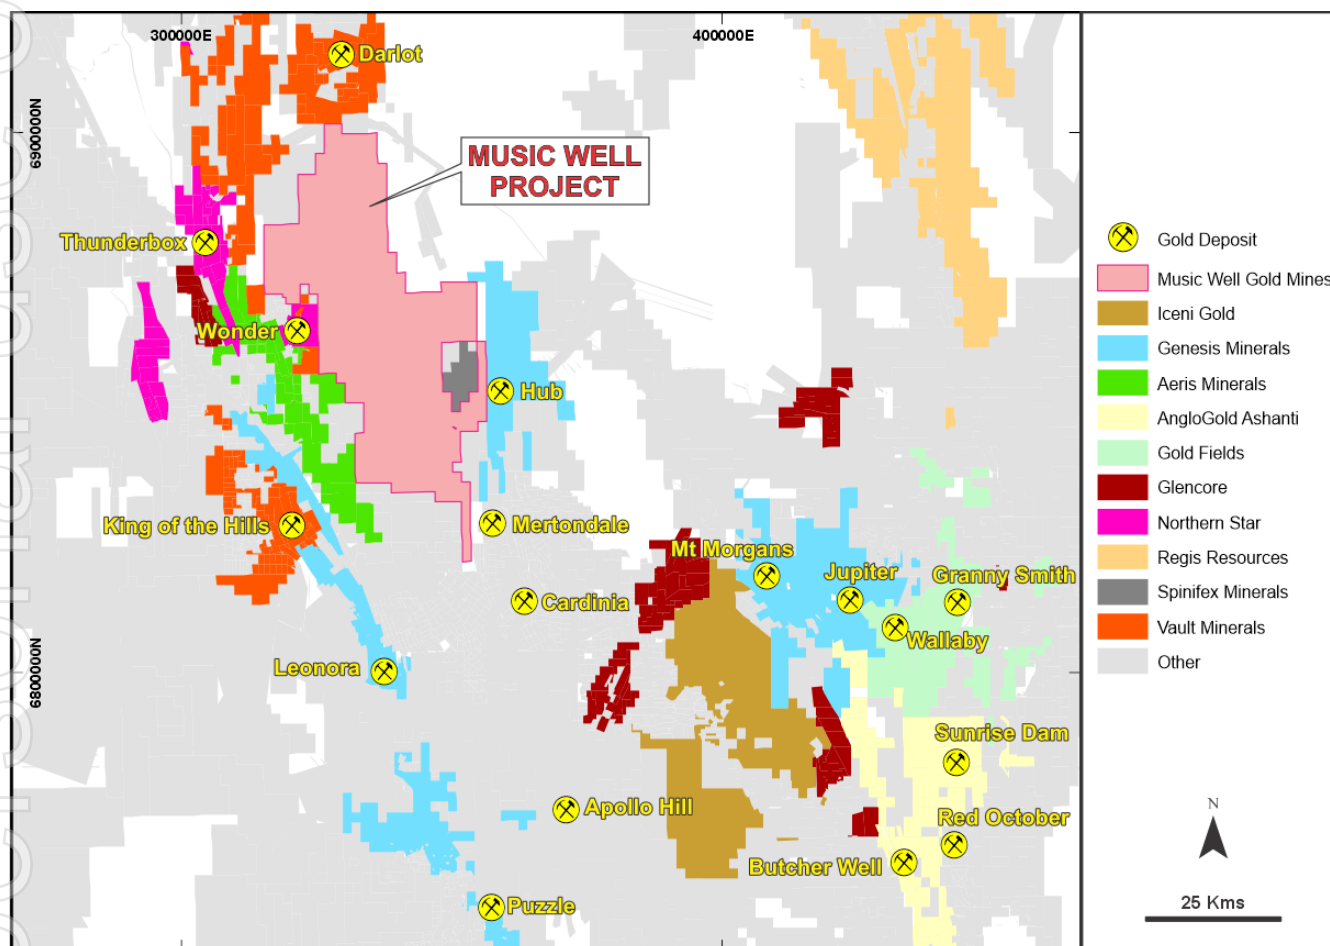 300000E
400000E
Darlot
6900000N
MUSIC WELL
PROJECT
Thunderbox
Wonder
Hub
King of the Hills
Mertondale
Mt Morgans
Jupiter
Granny Smith
Cardinia
Wallaby
Leonora
6800000N
Sunrise Dam
Apollo Hill
Red October
Butcher Well
Puzzle
Gold Deposit
Music Well Gold Mines
Iceni Gold
Genesis Minerals
Aeris Minerals
AngloGold Ashanti
Gold Fields
Glencore
Northern Star
Regis Resources
Spinifex Minerals
Vault Minerals
Other
N
25 Kms